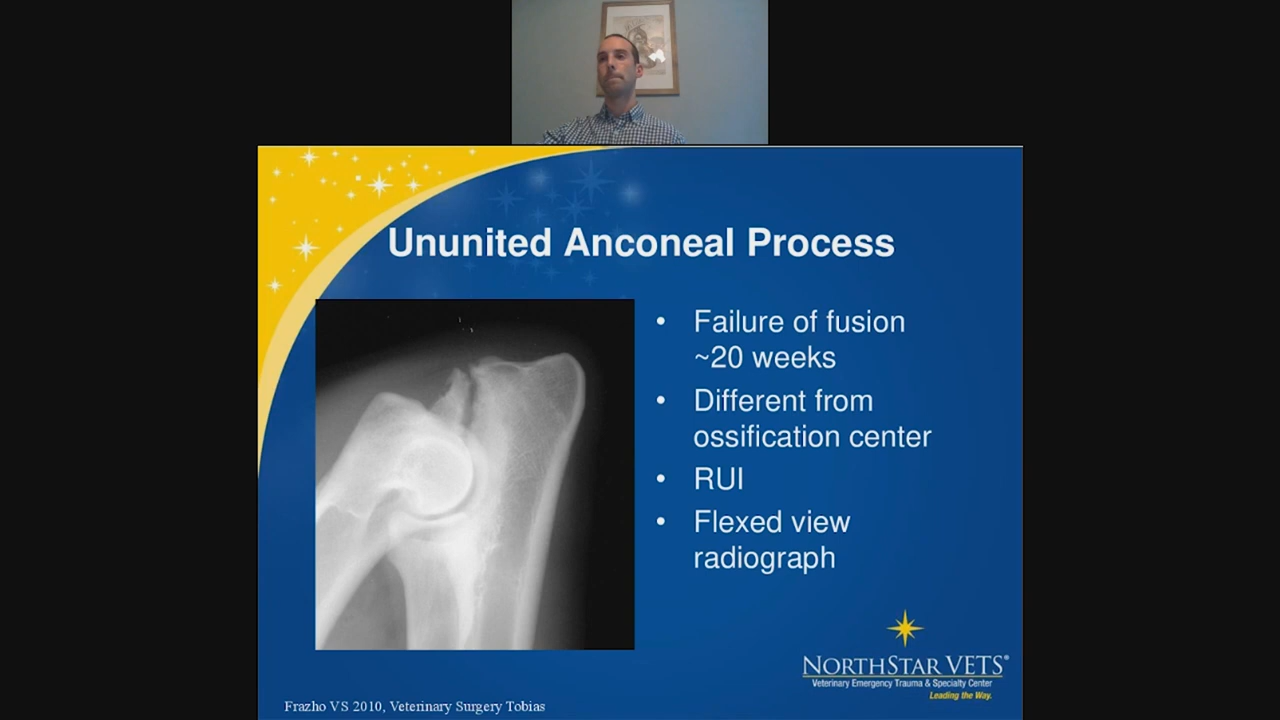 Ununited Anconeal Process
• Failure of fusion
~20 weeks
• Different from
ossification center
• RUI
• Flexed view
radiograph
NORTHSTAR VETS®
Veterinary Emergency Trauma & Specialty Center
Leading the Way.
Frazho VS 2010, Veterinary Surgery Tobias